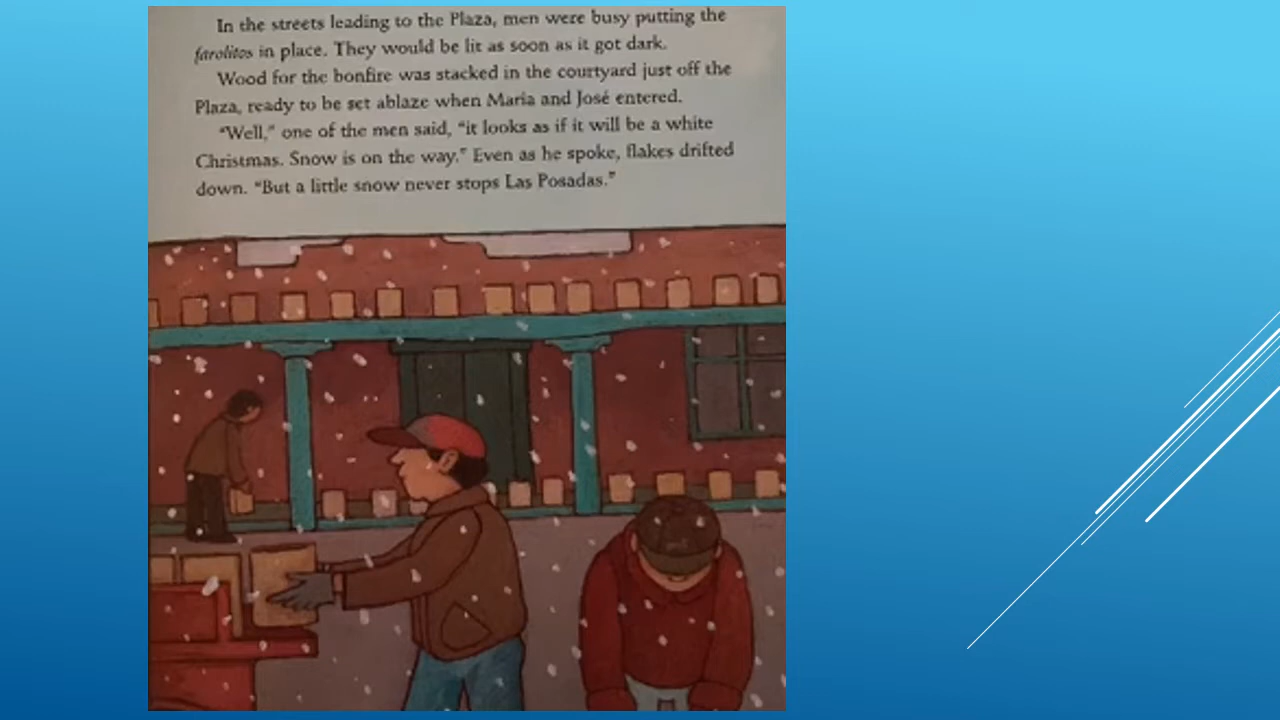 In the streets leading to the Plaza, men were busy putting the
farolitos in place. They would be lit as soon as it got dark.
Wood for the bonfire was stacked in the courtyard just off the
Plaza, ready to be set ablaze when María and José entered.
"Well," one of the men said, "it looks as if it will be a white
Christmas. Snow is on the way." Even as he spoke, flakes drifted
down. "But a little snow never stops Las Posadas."